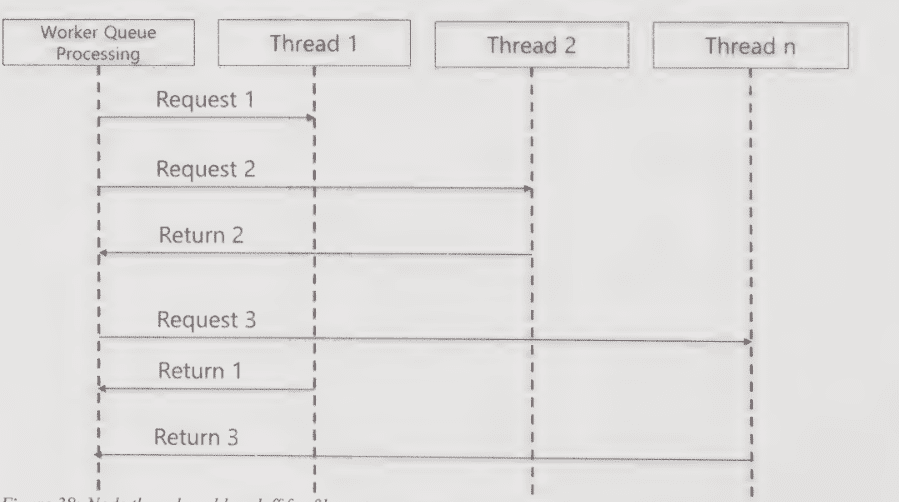 Worker Queue
Processing
Thread 1
Thread 2
Thread n
Request 1
Request 2
Return 2
Request 3
Return 1
Return 3